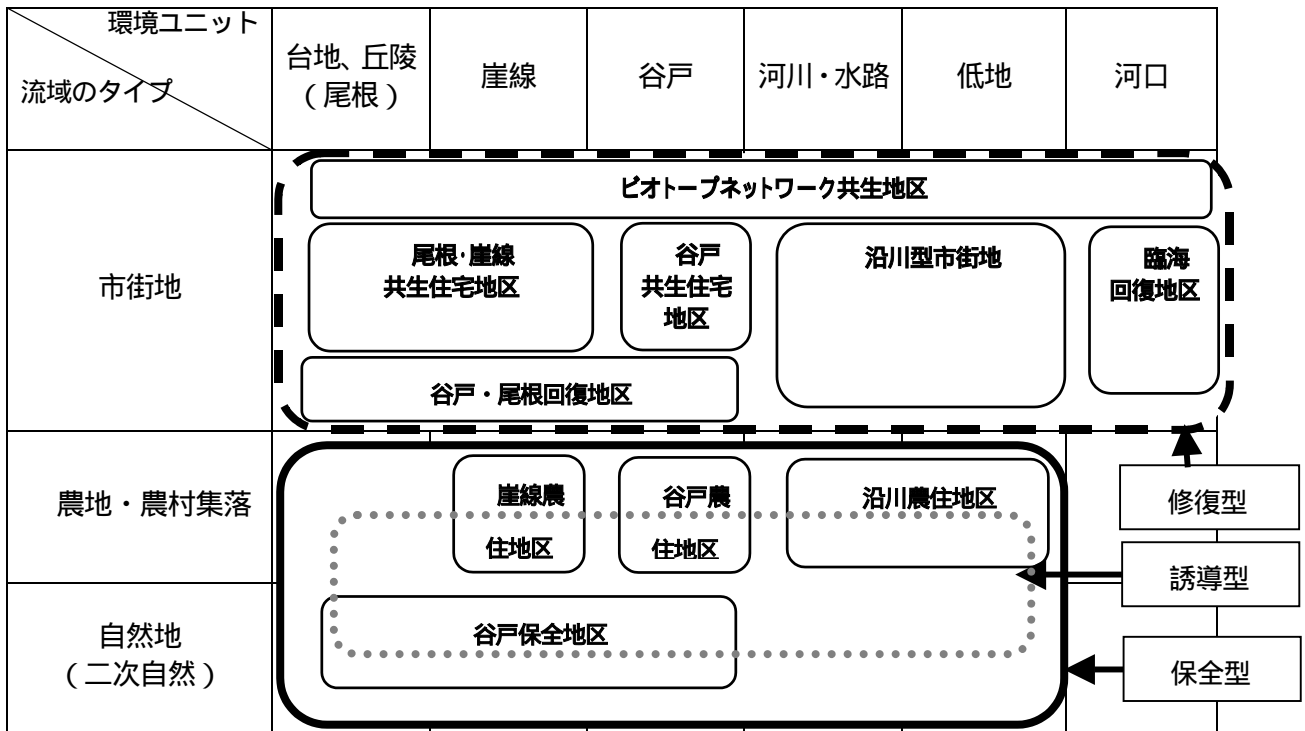 環境ユニット
流域のタイプ
台地、丘陵
（尾根）
崖線
谷戸
河川・水路
低地
河口
市街地
ビオトープネットワーク共生地区
尾根・崖線
共生住宅地区
谷戸
共生住宅
地区
沿川型市街地
臨海
回復地区
谷戸・尾根回復地区
農地・農村集落
崖線農
住地区
谷戸農
住地区
沿川農住地区
修復型
誘導型
自然地
（二次自然）
谷戸保全地区
保全型